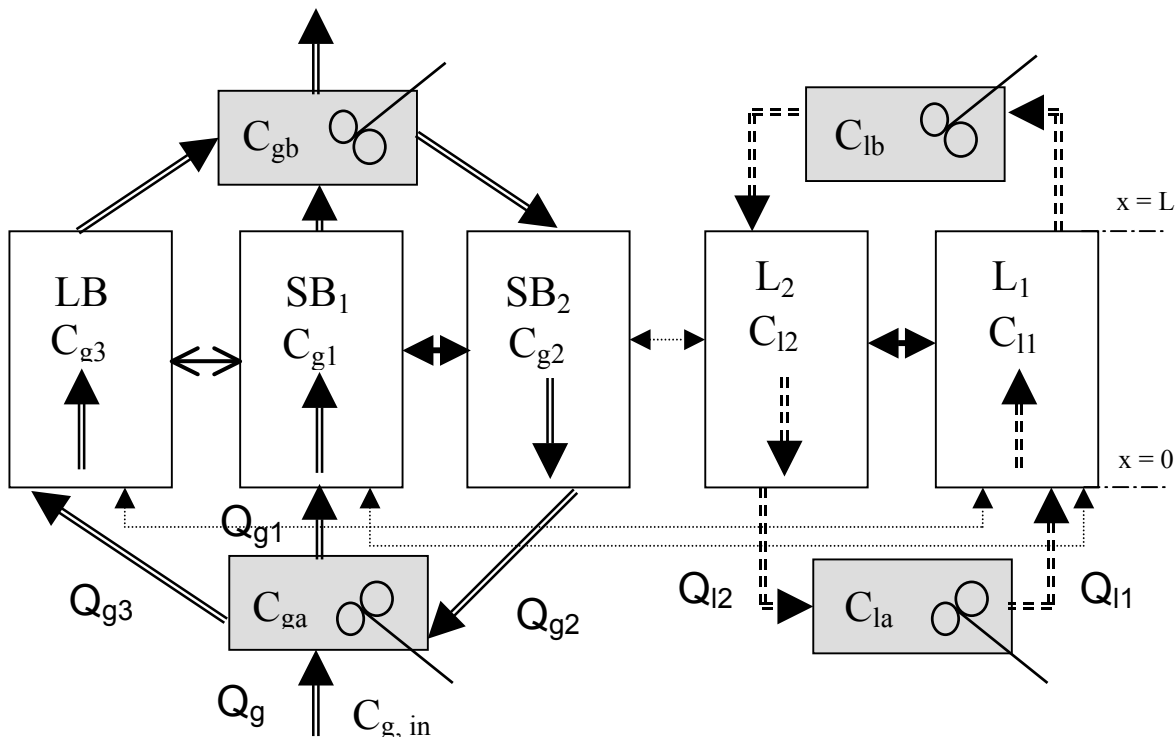 C_gb
C_lb
x = L
LB
C_g3
SB_1
C_g1
SB_2
C_g2
L_2
C_l2
L_1
C_l1
x = 0
Q_g1
Q_g3
C_ga
Q_g2
Q_l2
C_la
Q_l1
Q_g
C_g, in